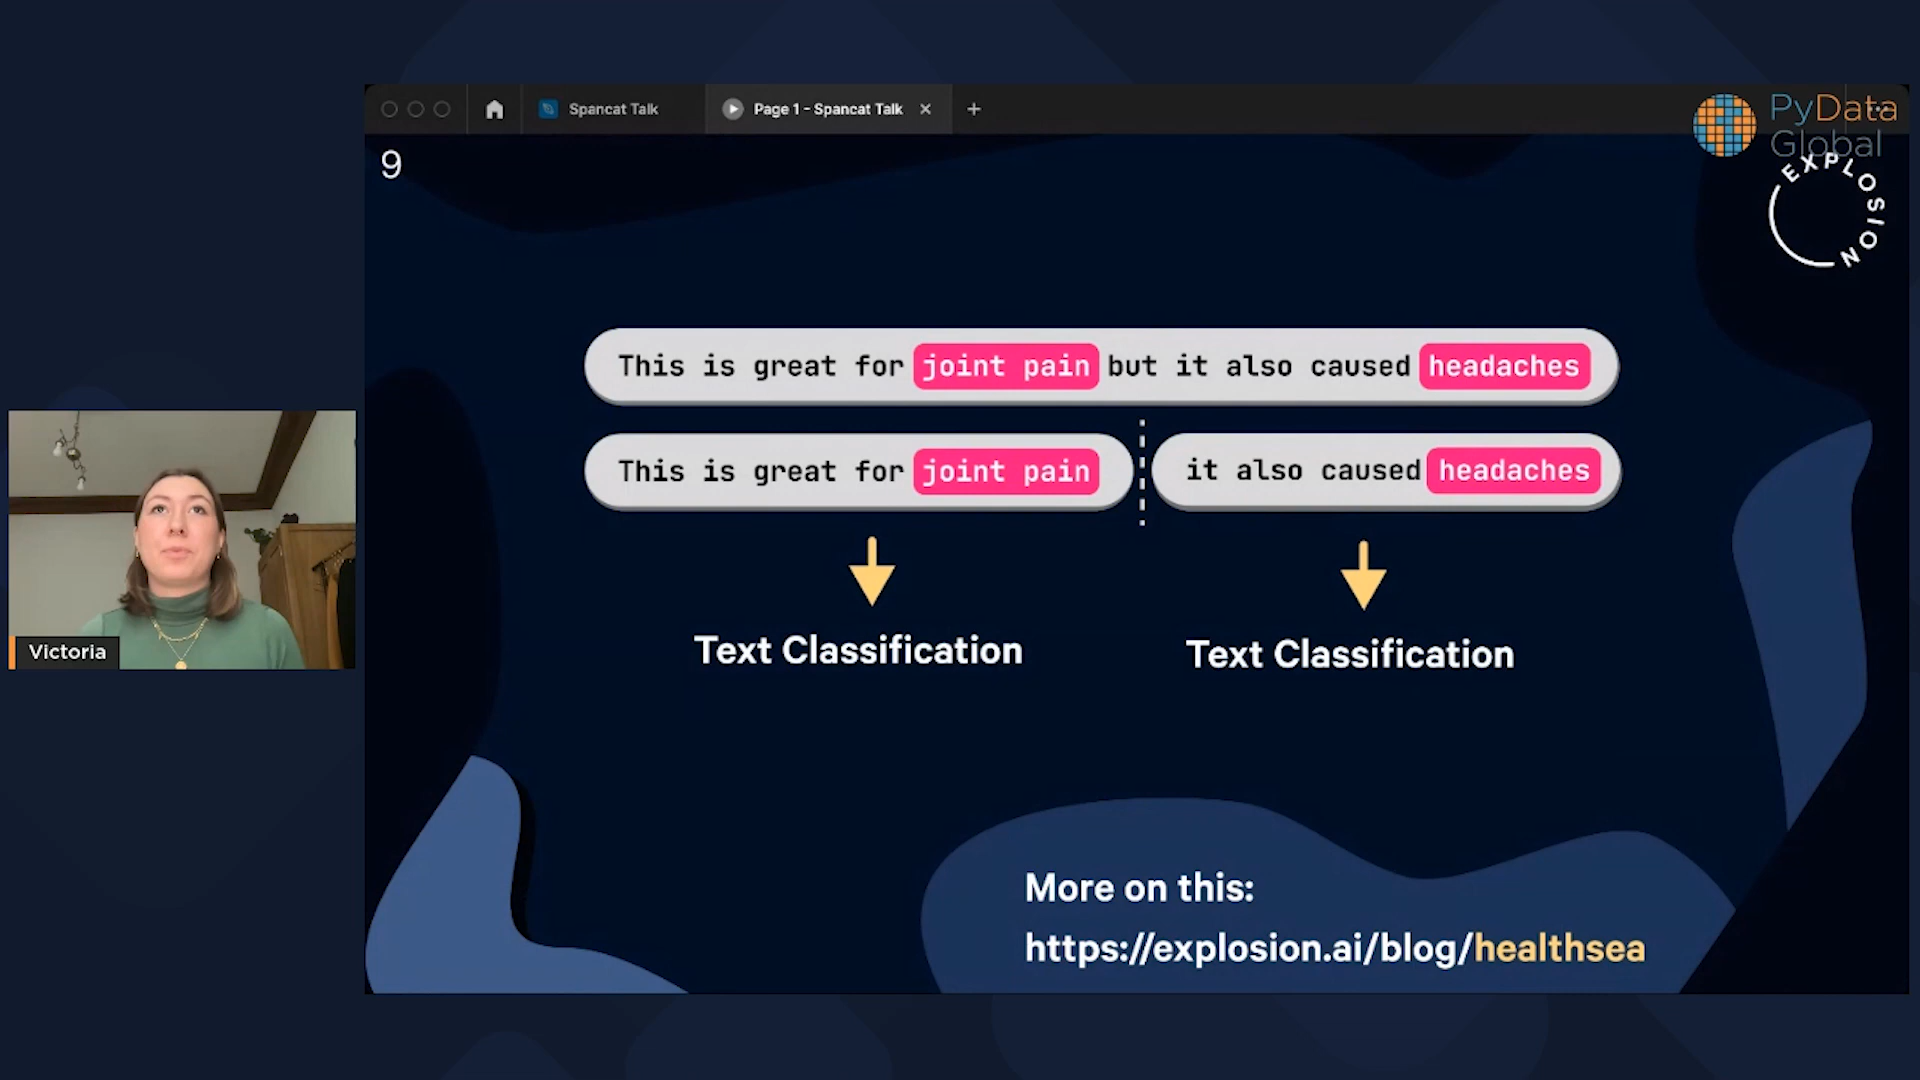 Spancat Talk
Page 1 - Spancat Talk
PyData
Global
EXPLOSION
9
This is great for joint pain but it also caused headaches
This is great for joint pain
it also caused headaches
Text Classification
Text Classification
Victoria
More on this:
https://explosion.ai/blog/healthsea